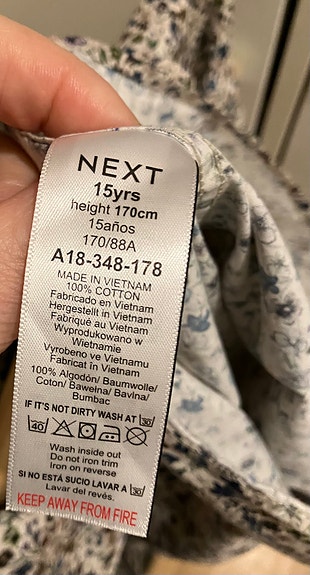 NEXT
15yrs
height 170cm
15años
170/88A
A18-348-178
MADE IN VIETNAM
100% COTTON
Fabricado en Vietnam
Hergestellt in Vietnam
Fabriqué au Vietnam
Wyprodukowano w
Wietnamie
Vyrobeno ve Vietnamu
Fabricat în Vietnam
100% Algodón/ Baumwolle/
Coton/ Bawełna/ Bavlna/
Bumbac
IF IT'S NOT DIRTY WASH AT 30
40
Wash inside out
Do not iron trim
Iron on reverse
SI NO ESTÁ SUCIO LAVAR A 30
Lavar del revés.
KEEP AWAY FROM FIRE